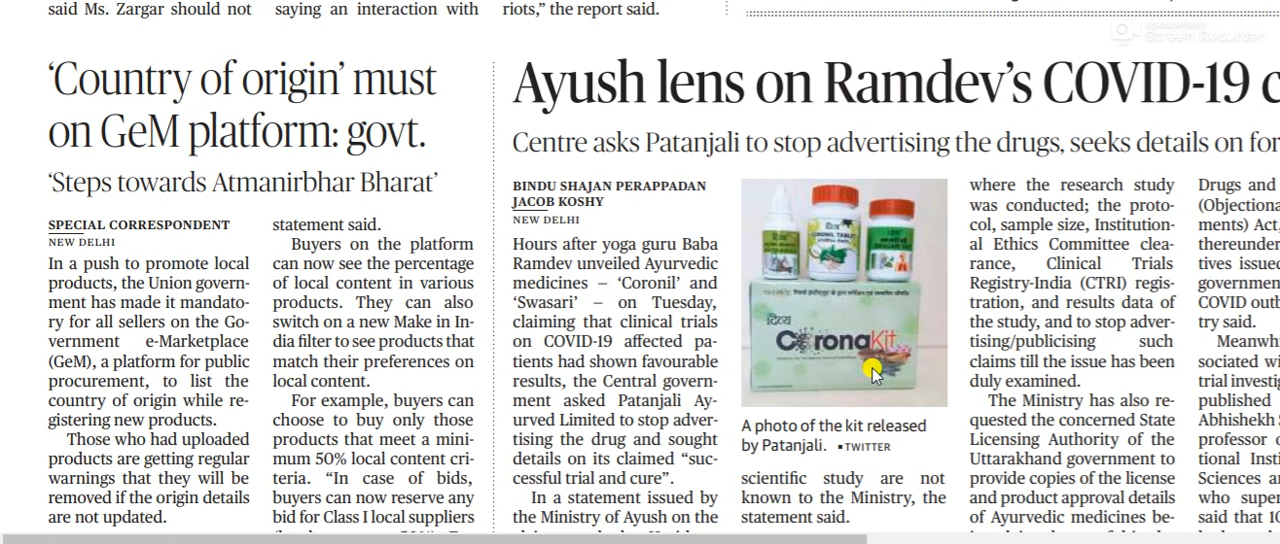 said Ms. Zargar should not
saying an interaction with
riots,” the report said.
Screen Recorder
‘Country of origin’ must
on GeM platform: govt.
‘Steps towards Atmanirbhar Bharat’
SPECIAL CORRESPONDENT
NEW DELHI
In a push to promote local
products, the Union govern-
ment has made it mandato-
ry for all sellers on the Go-
vernment e-Marketplace
(GeM), a platform for public
procurement, to list the
country of origin while re-
gistering new products.
Those who had uploaded
products are getting regular
warnings that they will be
removed if the origin details
are not updated.
statement said.
Buyers on the platform
can now see the percentage
of local content in various
products. They can also
switch on a new Make in In-
dia filter to see products that
match their preferences on
local content.
For example, buyers can
choose to buy only those
products that meet a mini-
mum 50% local content cri-
teria. “In case of bids,
buyers can now reserve any
bid for Class I local suppliers
Ayush lens on Ramdev’s COVID-19 c
Centre asks Patanjali to stop advertising the drugs, seeks details on for
BINDU SHAJAN PERAPPADAN
JACOB KOSHY
NEW DELHI
Hours after yoga guru Baba
Ramdev unveiled Ayurvedic
medicines – ‘Coronil’ and
‘Swasari’ – on Tuesday,
claiming that clinical trials
on COVID-19 affected pa-
tients had shown favourable
results, the Central govern-
ment asked Patanjali Ay-
urved Limited to stop adver-
tising the drug and sought
details on its claimed “suc-
cessful trial and cure”.
In a statement issued by
the Ministry of Ayush on the
CORONIL TABLET
दिव्य
CoronaKit
A photo of the kit released
by Patanjali. ▪TWITTER
scientific study are not
known to the Ministry, the
statement said.
where the research study
was conducted; the proto-
col, sample size, Institution-
al Ethics Committee clea-
rance, Clinical Trials
Registry-India (CTRI) regis-
tration, and results data of
the study, and to stop adver-
tising/publicising such
claims till the issue has been
duly examined.
The Ministry has also re-
quested the concerned State
Licensing Authority of the
Uttarakhand government to
provide copies of the license
and product approval details
of Ayurvedic medicines be-
Drugs and
(Objectiona
ments) Act,
thereunder
tives issued
government
COVID outb
try said.
Meanwhi
sociated wi
trial investig
published
Abhishekh S
professor o
tional Insti
Sciences an
who super
said that 10